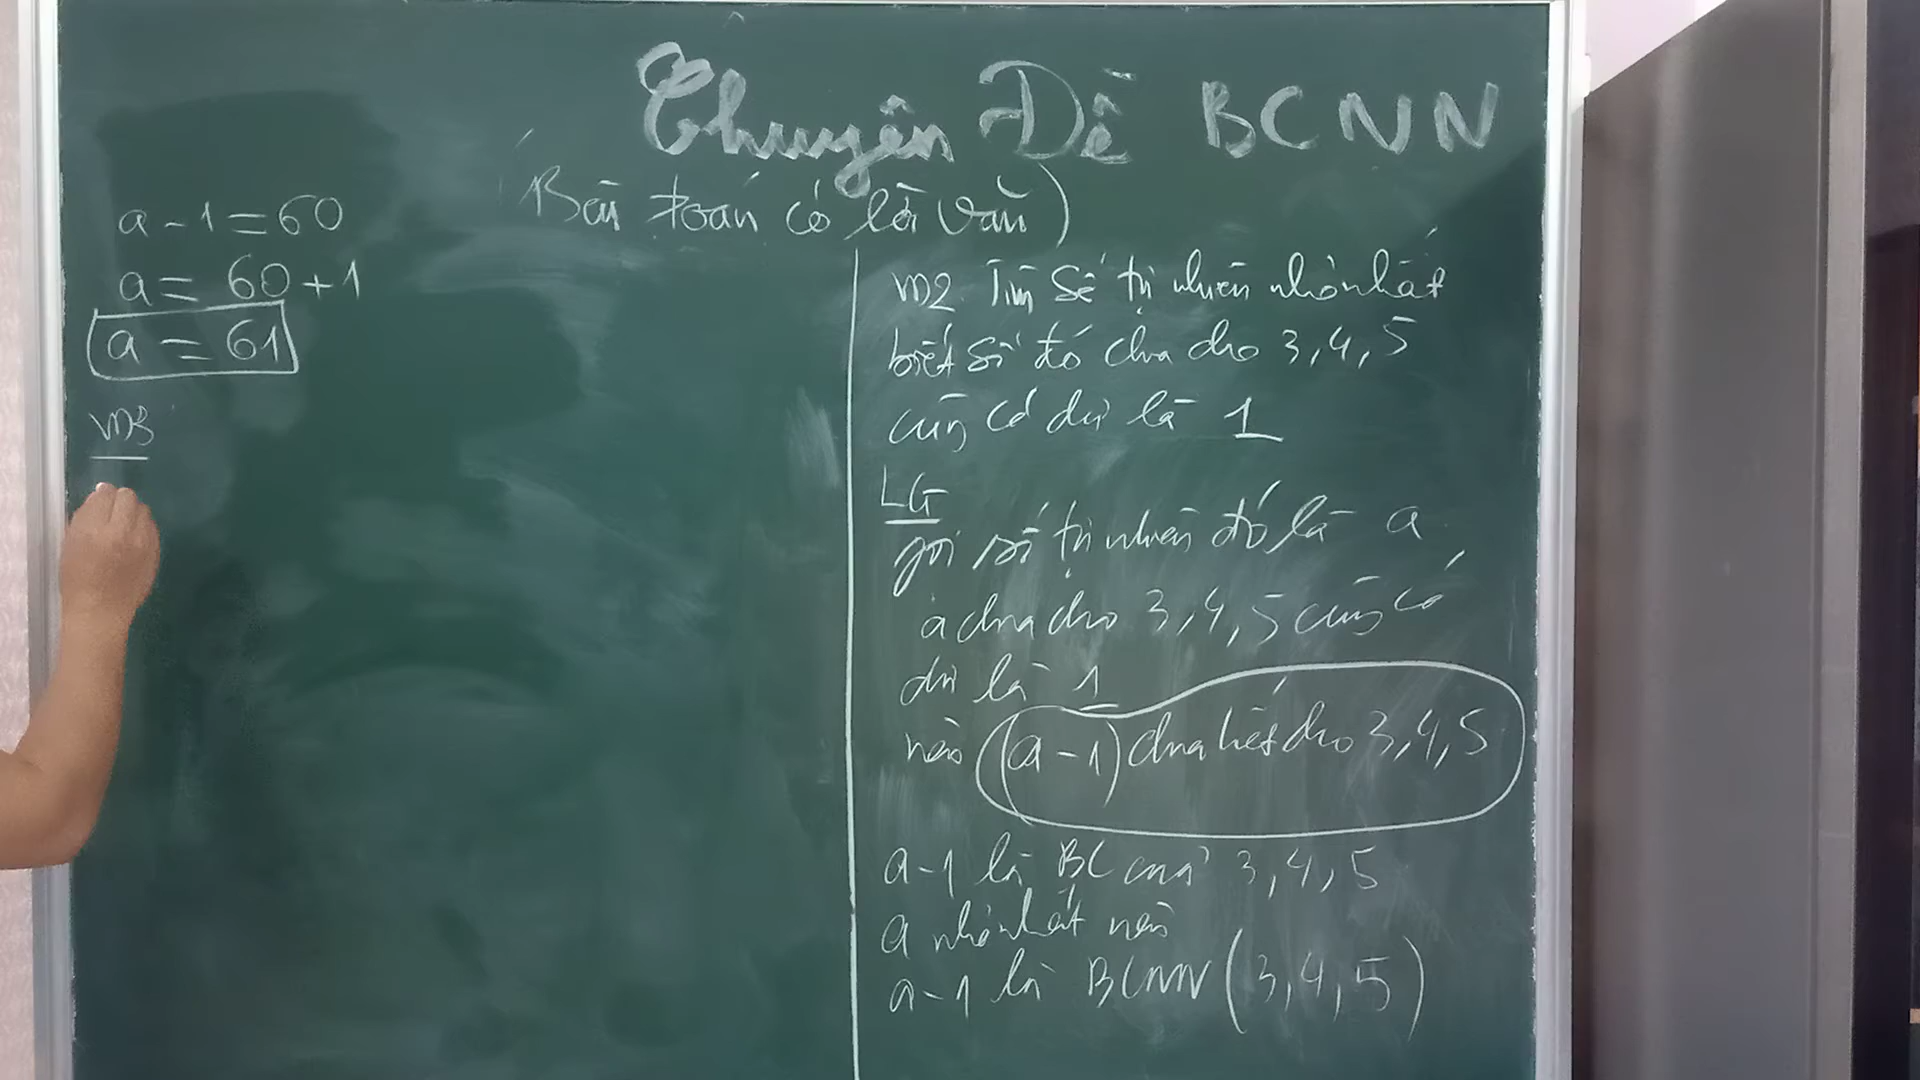 Chuyên Đề BCNN
(Bài toán có lời văn)
a - 1 = 60
a = 60 + 1
a = 61
VD3
VD2. Tìm số tự nhiên nhỏ nhất
biết số đó chia cho 3, 4, 5
cùng có dư là 1
LG
gọi số tự nhiên đó là a
a chia cho 3, 4, 5 cùng có
dư là 1
nên (a - 1) chia hết cho 3, 4, 5
a - 1 là BC của 3, 4, 5
a nhỏ nhất nên
a - 1 là BCNN (3, 4, 5)